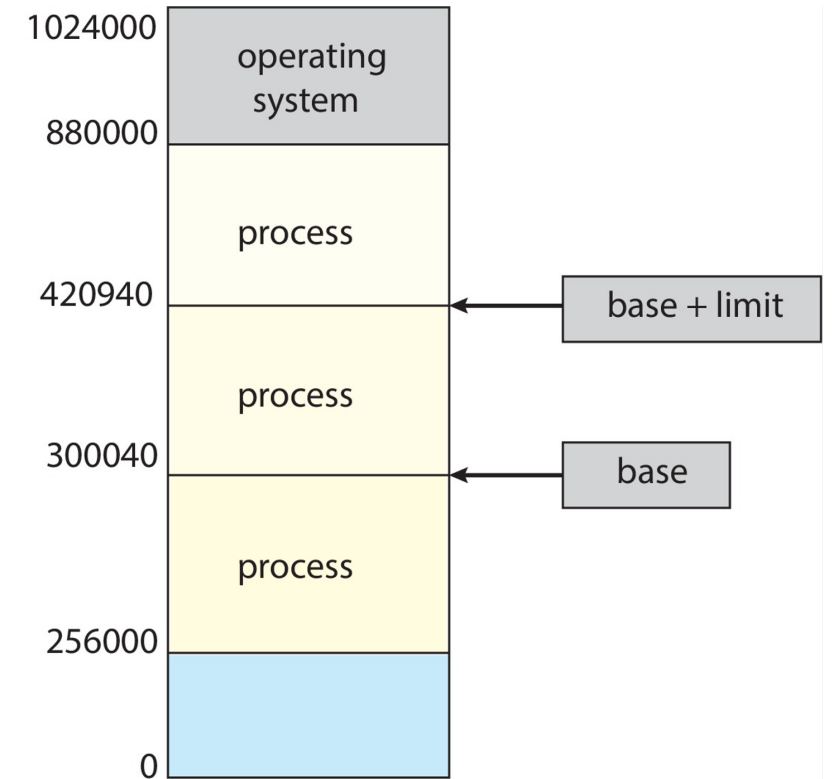 1024000
operating
system
880000
process
420940
base + limit
process
300040
base
process
256000
0